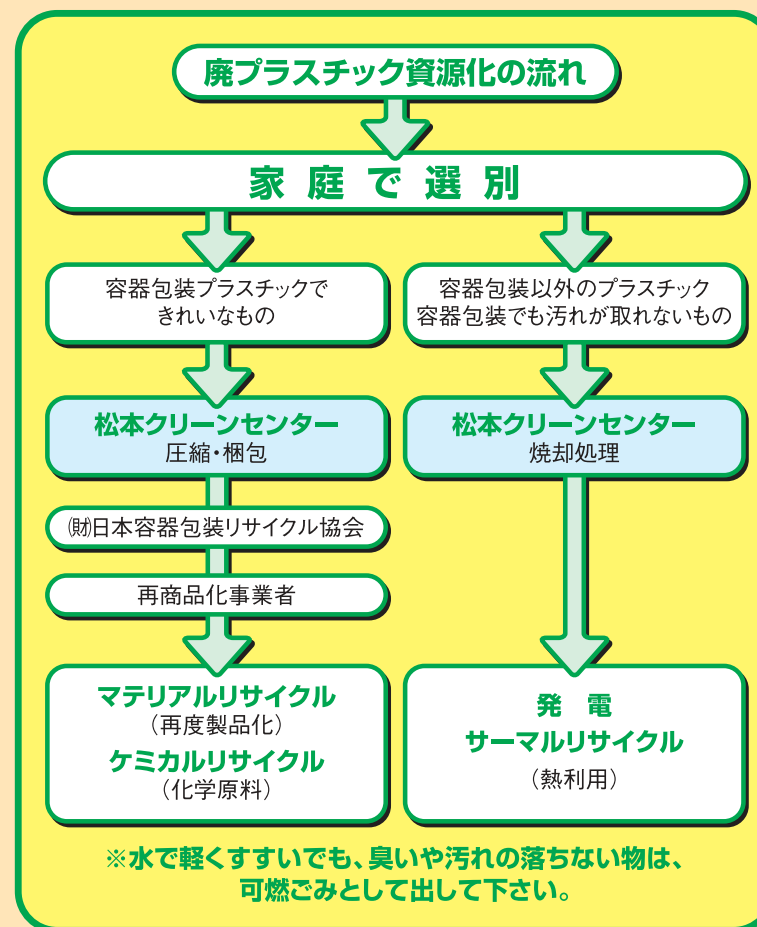 廃プラスチック資源化の流れ
家庭で選別
容器包装プラスチックで
きれいなもの
容器包装以外のプラスチック
容器包装でも汚れが取れないもの
松本クリーンセンター
圧縮・梱包
松本クリーンセンター
焼却処理
㈶日本容器包装リサイクル協会
再商品化事業者
マテリアルリサイクル
（再度製品化）
ケミカルリサイクル
（化学原料）
発電
サーマルリサイクル
（熱利用）
※水で軽くすすいでも、臭いや汚れの落ちない物は、
可燃ごみとして出して下さい。